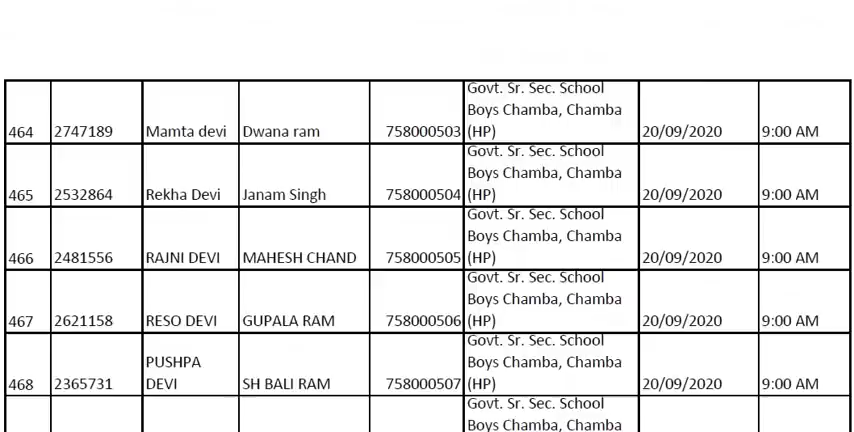 464 2747189 Mamta devi Dwana ram 758000503 Govt. Sr. Sec. School Boys Chamba, Chamba (HP) 20/09/2020 9:00 AM
465 2532864 Rekha Devi Janam Singh 758000504 Govt. Sr. Sec. School Boys Chamba, Chamba (HP) 20/09/2020 9:00 AM
466 2481556 RAJNI DEVI MAHESH CHAND 758000505 Govt. Sr. Sec. School Boys Chamba, Chamba (HP) 20/09/2020 9:00 AM
467 2621158 RESO DEVI GUPALA RAM 758000506 Govt. Sr. Sec. School Boys Chamba, Chamba (HP) 20/09/2020 9:00 AM
468 2365731 PUSHPA DEVI SH BALI RAM 758000507 Govt. Sr. Sec. School Boys Chamba, Chamba (HP) 20/09/2020 9:00 AM
Govt. Sr. Sec. School
Boys Chamba, Chamba